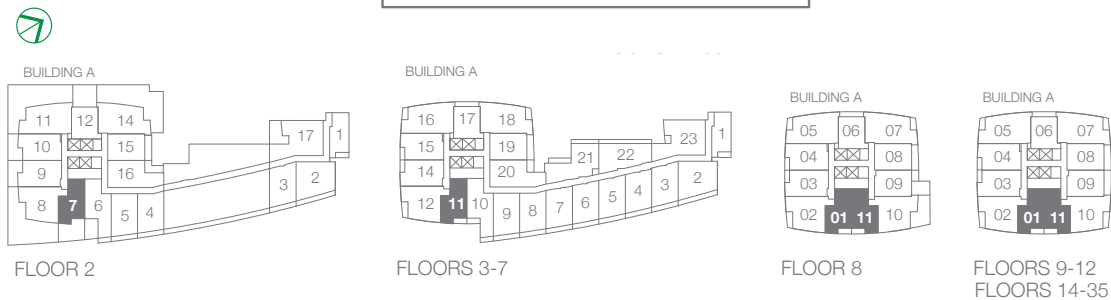 BUILDING A
11 12 14
10 15
9 16
8 7 6 5 4 3 2 1 17
FLOOR 2
BUILDING A
16 17 18
15 19
14 20 21 22 23 1
12 11 10 9 8 7 6 5 4 3 2
FLOORS 3-7
BUILDING A
05 06 07
04 08
03 09
02 01 11 10
FLOOR 8
BUILDING A
05 06 07
04 08
03 09
02 01 11 10
FLOORS 9-12
FLOORS 14-35